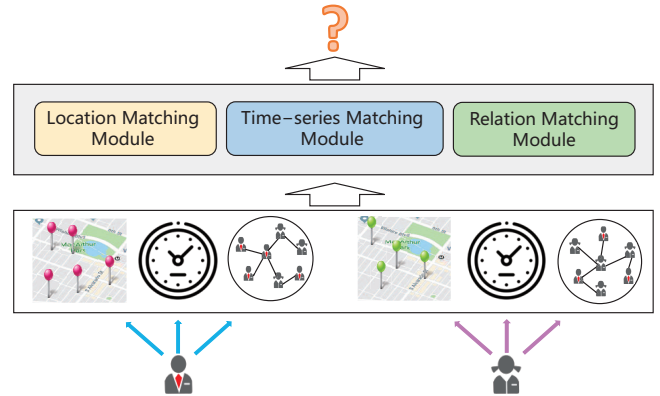 ?
Location Matching
Module
Time-series Matching
Module
Relation Matching
Module